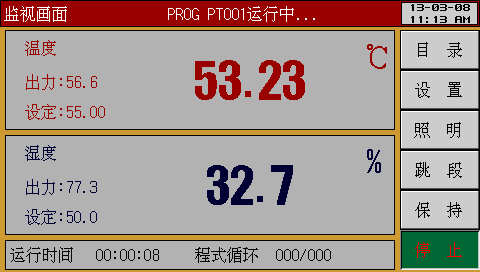 监视画面 PROG PT001运行中... 13-03-08
11:13 AM
温度
℃
53.23
出力:56.6
设定:55.00
湿度
%
32.7
出力:77.3
设定:50.0
运行时间 00:00:08 程式循环 000/000
目录
设置
照明
跳段
保持
停止